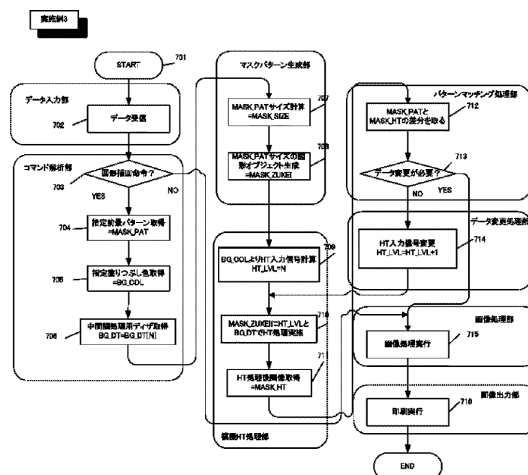 実施例3
START
701
データ入力部
データ受信
702
コマンド解析部
図形描画命令？
703
YES
NO
指定前景パターン取得
=MASK_PAT
704
指定塗りつぶし色取得
=BG_COL
705
中間調処理用ディザ取得
BG_DT=BG_DT[N]
706
マスクパターン生成部
MASK_PATサイズ計算
=MASK_SIZE
707
MASK_PATサイズの図
形オブジェクト生成
=MASK_ZUKEI
708
BG_COLよりHT入力信号計算
HT_LVL=N
709
MASK_ZUKEIにHT_LVLと
BG_DTでHT処理実施
710
HT処理後画像取得
=MASK_HT
711
模擬HT処理部
パターンマッチング処理部
MASK_PATと
MASK_HTの差分を取る
712
データ変更が必要？
713
NO
YES
データ変更処理部
HT入力信号変更
HT_LVL=HT_LVL+1
714
画像処理部
画像処理実行
715
画像出力部
印刷実行
716
END